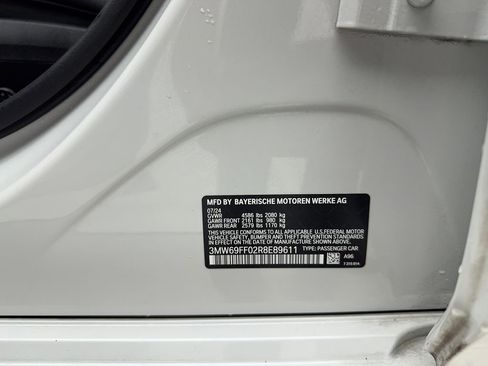 MFD BY BAYERISCHE MOTOREN WERKE AG
07/24
GVWR 4586 lbs 2080 kg
GAWR FRONT 2161 lbs 980 kg
GAWR REAR 2579 lbs 1170 kg
THIS VEHICLE CONFORMS TO ALL APPLICABLE U.S. FEDERAL MOTOR
VEHICLE SAFETY, BUMPER, AND THEFT PREVENTION STANDARDS
IN EFFECT ON THE DATE OF MANUFACTURE SHOWN ABOVE.
3MW69FF02R8E89611 TYPE: PASSENGER CAR
A96